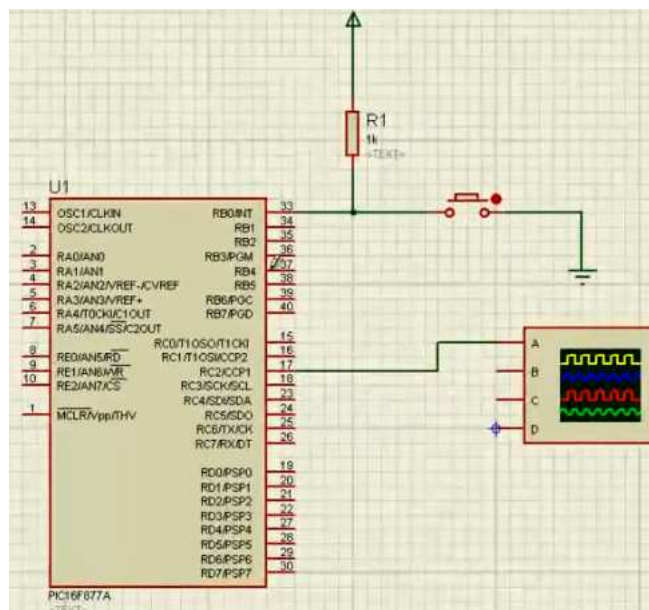 R1
1k
<TEXT>
U1
13 OSC1/CLKIN RB0/INT 33
14 OSC2/CLKOUT RB1 34
RB2 35
2 RA0/AN0 RB3/PGM 36
3 RA1/AN1 RB4 37
4 RA2/AN2/VREF-/CVREF RB5 38
5 RA3/AN3/VREF+ RB6/PGC 39
6 RA4/T0CKI/C1OUT RB7/PGD 40
7 RA5/AN4/SS/C2OUT
RC0/T1OSO/T1CKI 15
8 RE0/AN5/RD RC1/T1OSI/CCP2 16
9 RE1/AN6/WR RC2/CCP1 17
10 RE2/AN7/CS RC3/SCK/SCL 18
RC4/SDI/SDA 23
1 MCLR/Vpp/THV RC5/SDO 24
RC6/TX/CK 25
RC7/RX/DT 26
RD0/PSP0 19
RD1/PSP1 20
RD2/PSP2 21
RD3/PSP3 22
RD4/PSP4 27
RD5/PSP5 28
RD6/PSP6 29
RD7/PSP7 30
PIC16F877A
<TEXT>
A
B
C
D